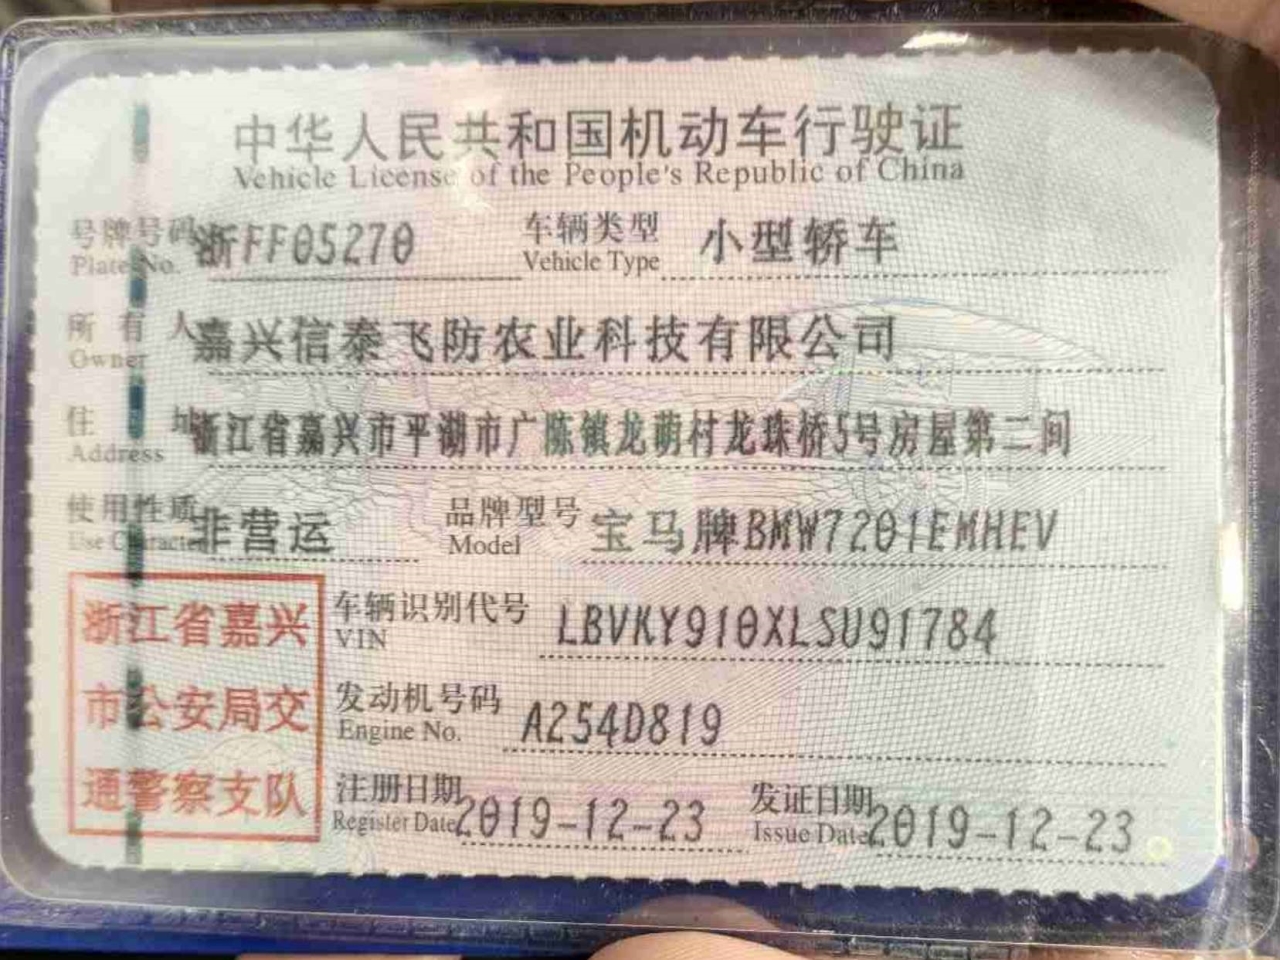 中华人民共和国机动车行驶证
Vehicle License of the People's Republic of China
号牌号码 浙FF05270 车辆类型 小型轿车
Plate No. Vehicle Type
所有人 嘉兴信泰飞防农业科技有限公司
Owner
住址 浙江省嘉兴市平湖市广陈镇龙萌村龙珠桥5号房屋第二间
Address
使用性质 非营运 品牌型号 宝马牌BMW7201EMHEV
Use Character Model
浙江省嘉兴
市公安局交
通警察支队
车辆识别代号 LBVKY910XLSU91784
VIN
发动机号码 A254D819
Engine No.
注册日期 2019-12-23 发证日期 2019-12-23
Register Date Issue Date